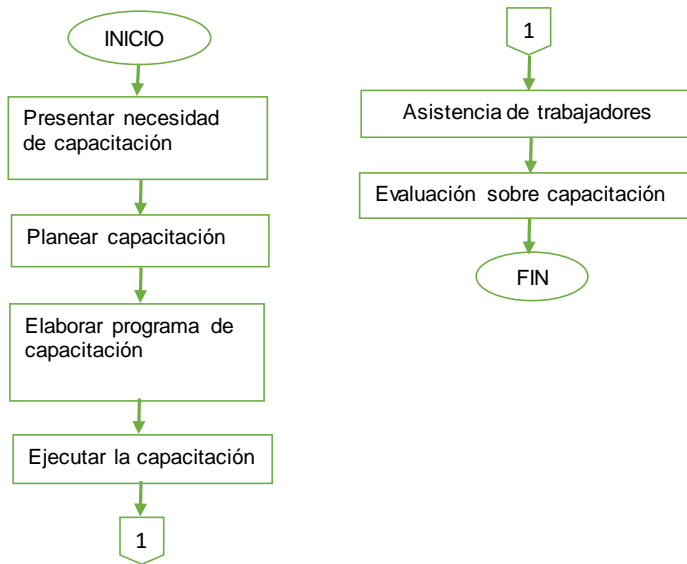 INICIO
Presentar necesidad
de capacitación
Planear capacitación
Elaborar programa de
capacitación
Ejecutar la capacitación
1
1
Asistencia de trabajadores
Evaluación sobre capacitación
FIN